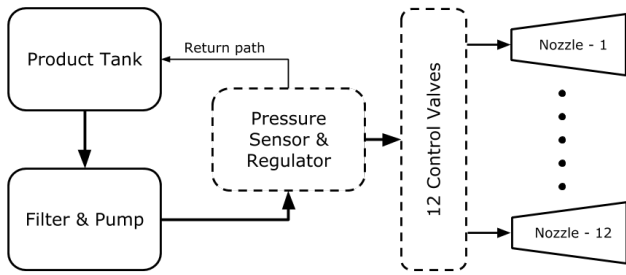 Product Tank
Return path
Pressure
Sensor &
Regulator
Filter & Pump
12 Control Valves
Nozzle - 1
Nozzle - 12